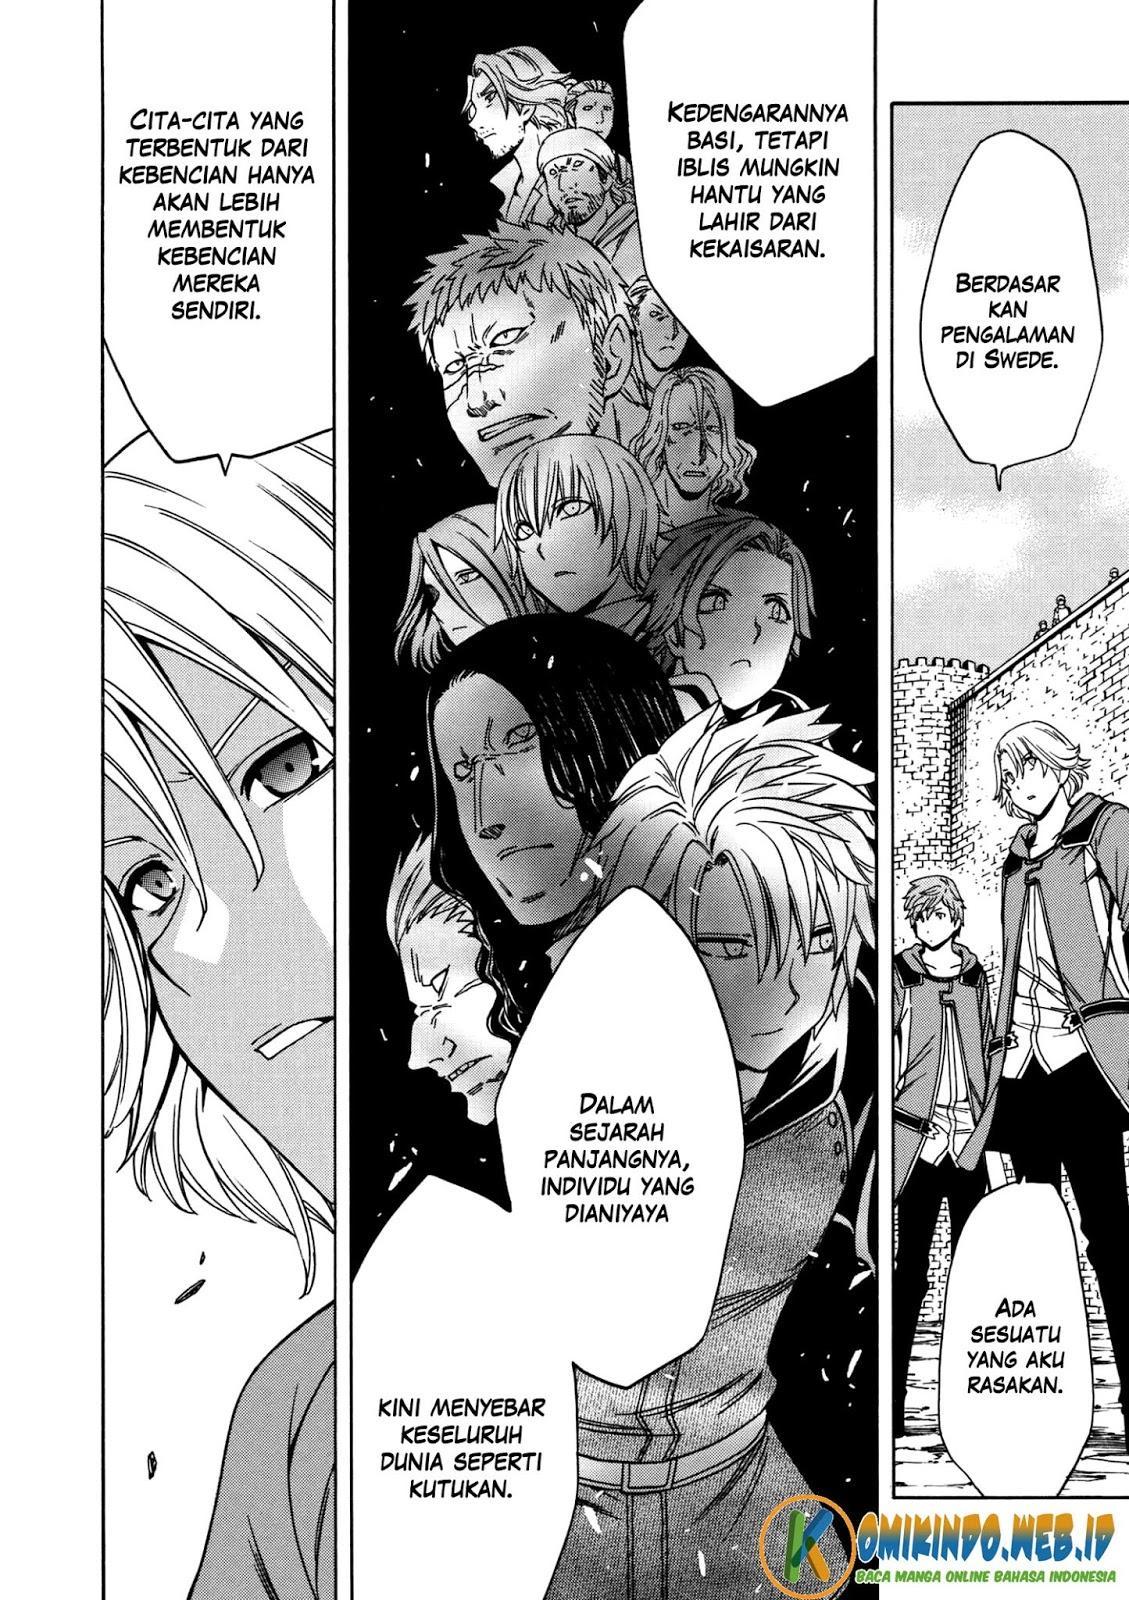 BERDASAR
KAN
PENGALAMAN
DI SWEDE.
ADA
SESUATU
YANG AKU
RASAKAN.
KEDENGARANNYA
BASI, TETAPI
IBLIS MUNGKIN
HANTU YANG
LAHIR DARI
KEKAISARAN.
DALAM
SEJARAH
PANJANGNYA,
INDIVIDU YANG
DIANIYAYA
KINI MENYEBAR
KESELURUH
DUNIA SEPERTI
KUTUKAN.
CITA-CITA YANG
TERBENTUK DARI
KEBENCIAN HANYA
AKAN LEBIH
MEMBENTUK
KEBENCIAN
MEREKA
SENDIRI.
KOMIKINDO.WEB.ID
BACA MANGA ONLINE BAHASA INDONESIA